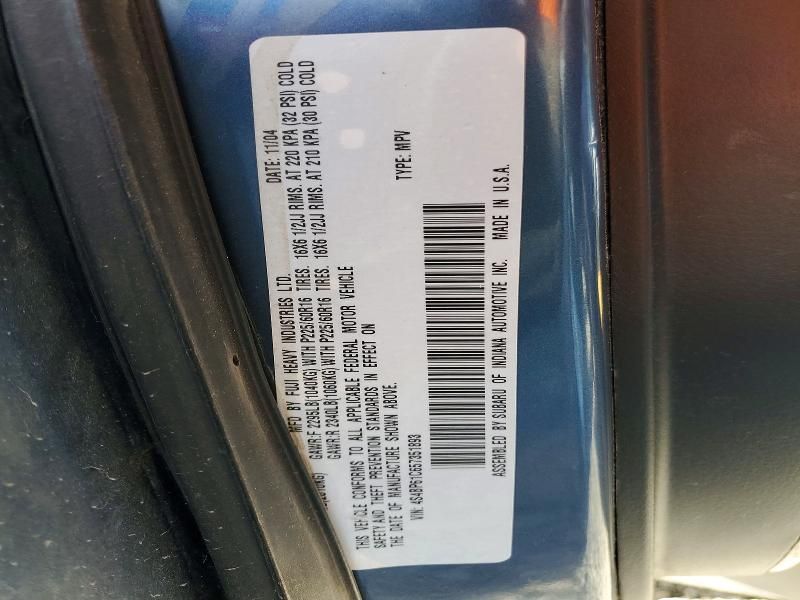 MFD BY FUJI HEAVY INDUSTRIES LTD. DATE: 11/04
GAWR:F 2295LB(1040KG) WITH P225/60R16 TIRES. 16X6 1/2JJ RIMS. AT 220 KPA (32 PSI) COLD
GAWR:R 2340LB(1060KG) WITH P225/60R16 TIRES. 16X6 1/2JJ RIMS. AT 210 KPA (30 PSI) COLD
THIS VEHICLE CONFORMS TO ALL APPLICABLE FEDERAL MOTOR VEHICLE
SAFETY AND THEFT PREVENTION STANDARDS IN EFFECT ON
THE DATE OF MANUFACTURE SHOWN ABOVE.
VIN: 4S4BP61C657351893 TYPE: MPV
ASSEMBLED BY SUBARU OF INDIANA AUTOMOTIVE INC. MADE IN U.S.A.